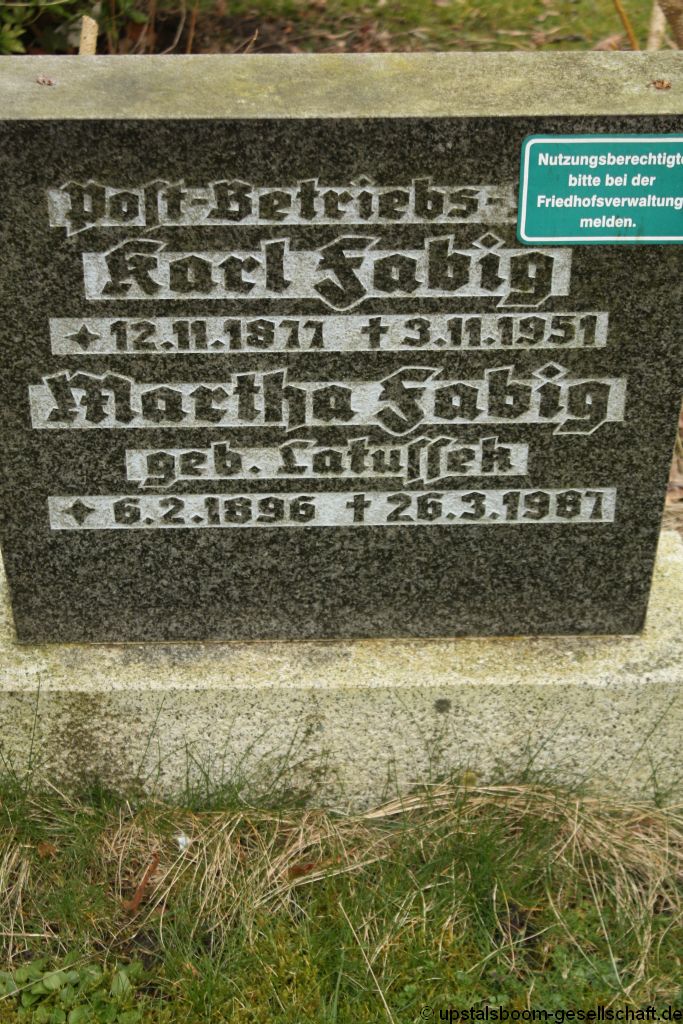 Post-Betriebs-
Karl Fabig
✦ 12.11.1877 ✝ 3.11.1951
Martha Fabig
geb. Latussek
✦ 6.2.1896 ✝ 26.3.1987
Nutzungsberechtigte
bitte bei der
Friedhofsverwaltung
melden.
© upstalsboom-gesellschaft.de